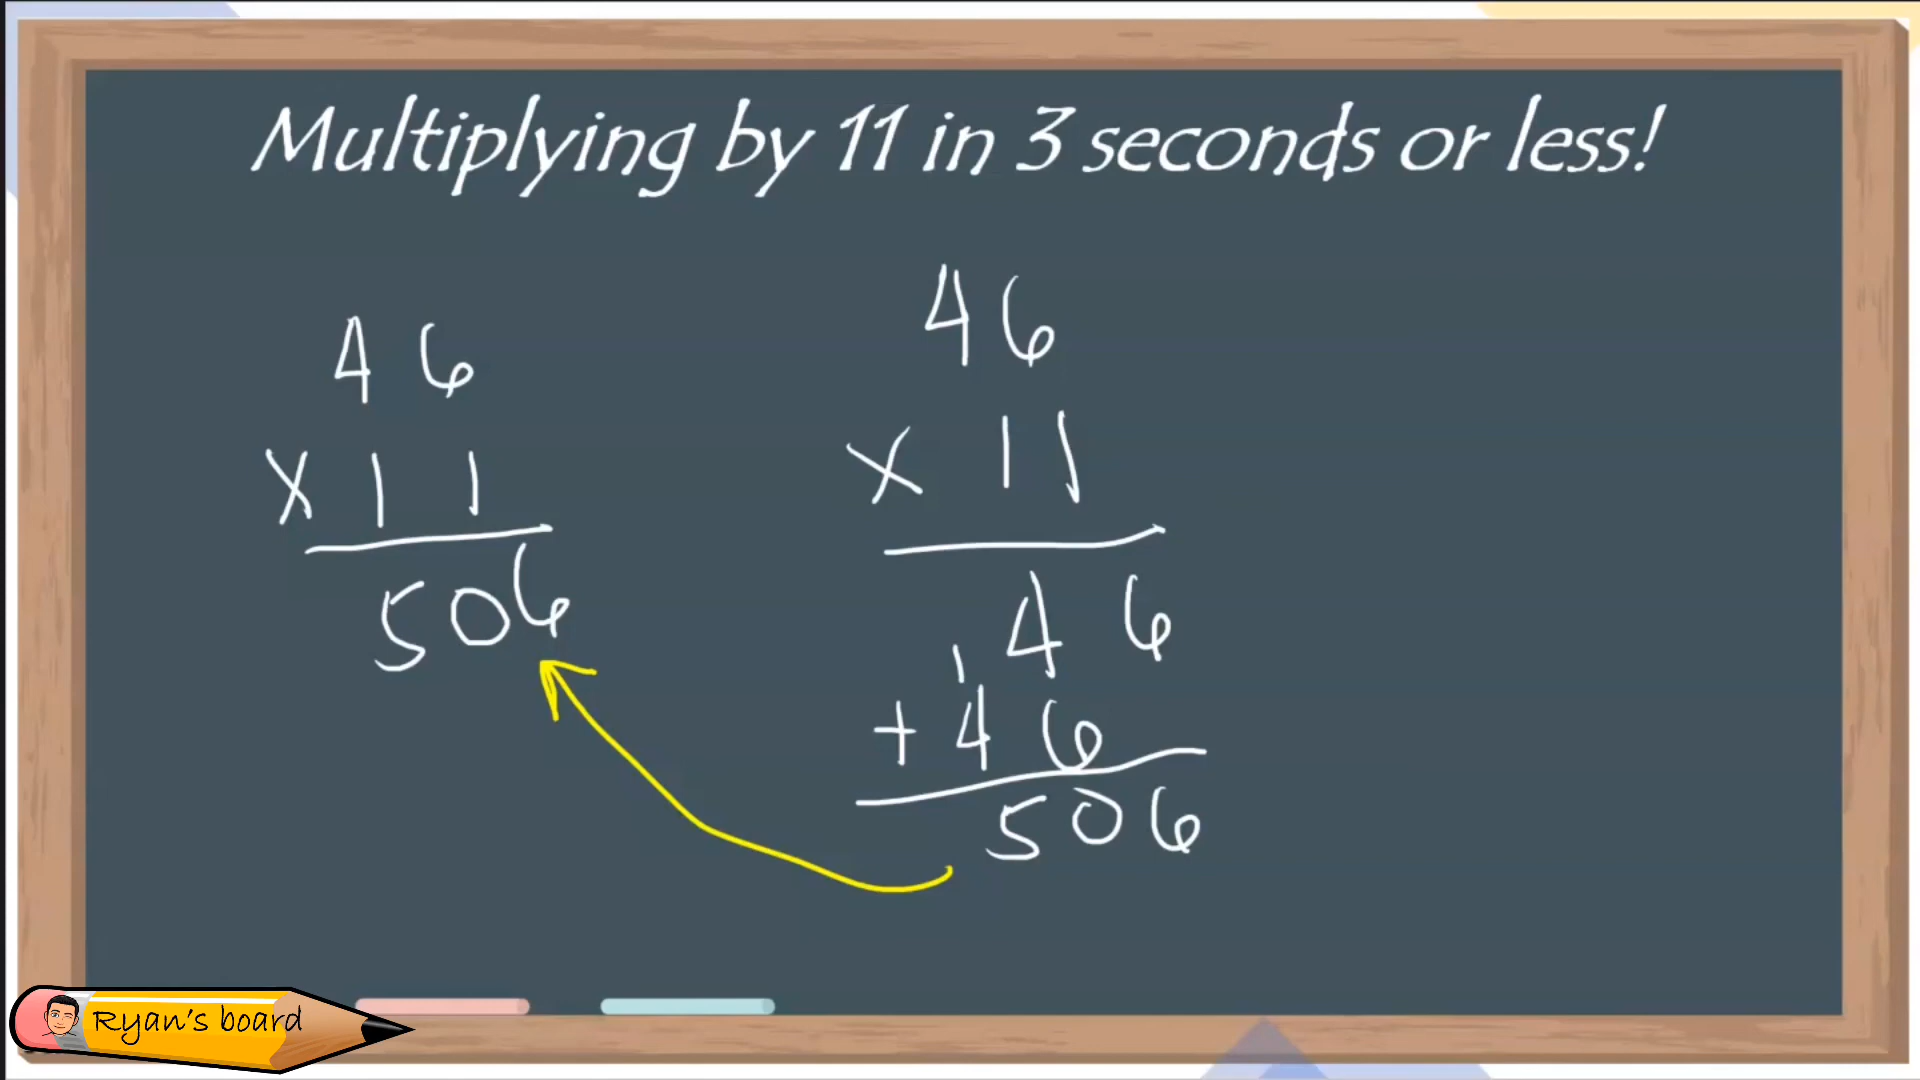 Multiplying by 11 in 3 seconds or less!
46
x 11
506
46
x 11
46
1
+ 46
506
Ryan's board